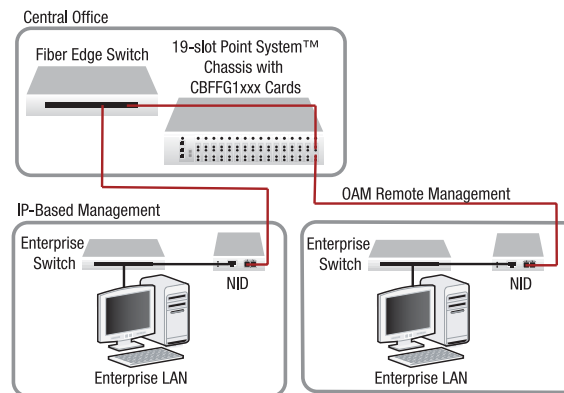 Central Office
Fiber Edge Switch
19-slot Point System™
Chassis with
CBFFG1xxx Cards
OAM Remote Management
IP-Based Management
Enterprise
Switch
NID
Enterprise LAN
Enterprise
Switch
NID
Enterprise LAN